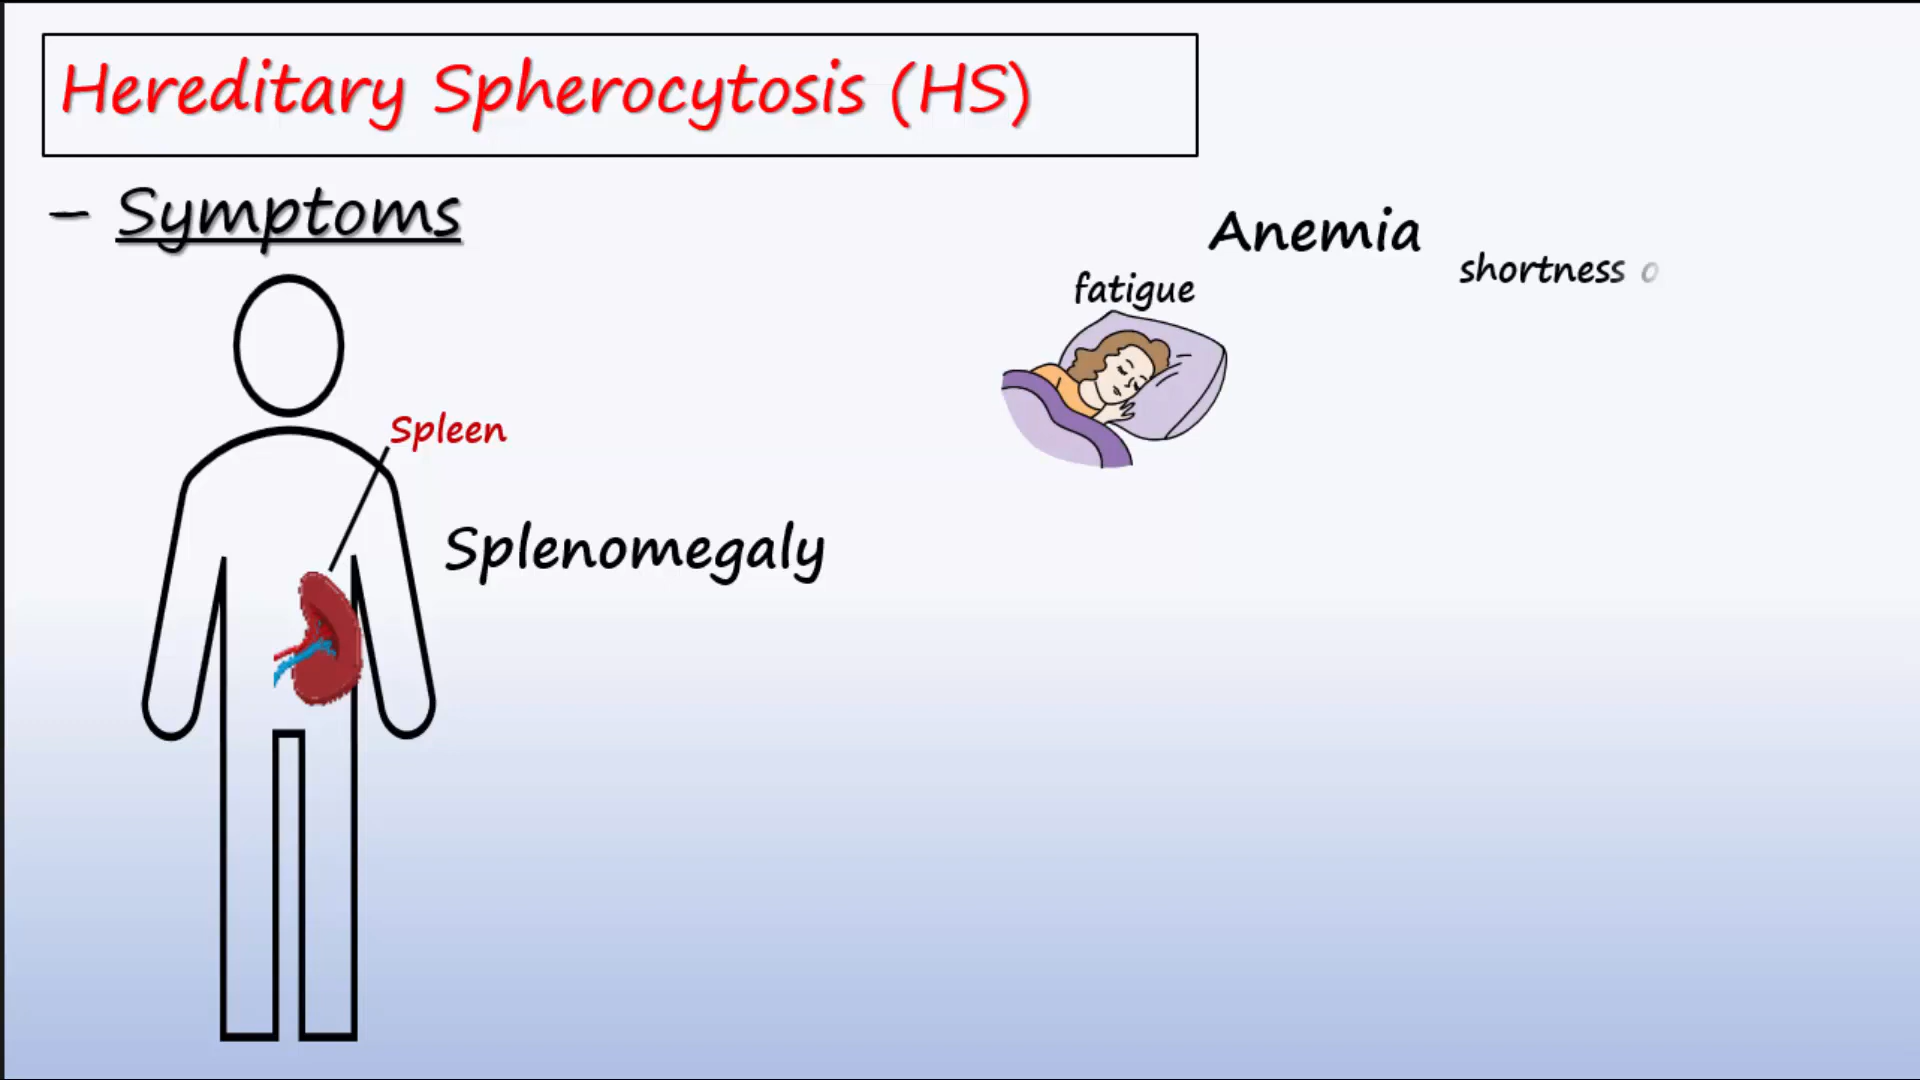 Hereditary Spherocytosis (HS)
– Symptoms
Anemia
shortness o
fatigue
Spleen
Splenomegaly